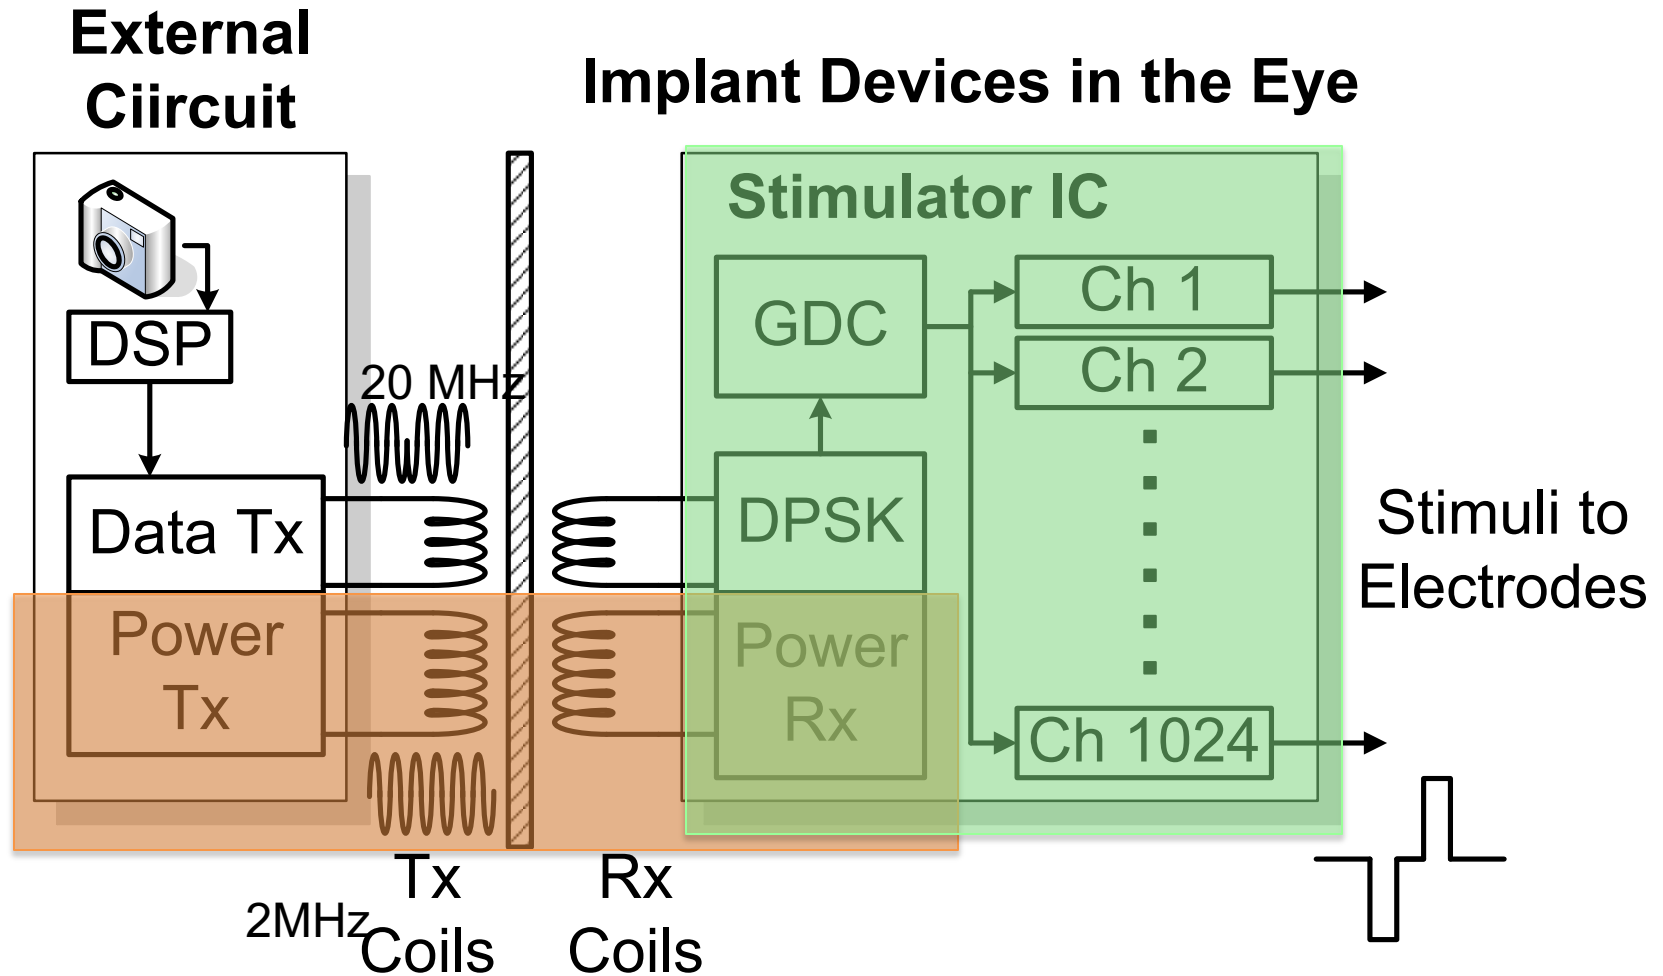 External
Ciircuit
Implant Devices in the Eye
Stimulator IC
DSP
20 MHz
Data Tx
Power
Tx
GDC
DPSK
Power
Rx
Ch 1
Ch 2
Ch 1024
Stimuli to
Electrodes
Tx
Coils
Rx
Coils
2MHz